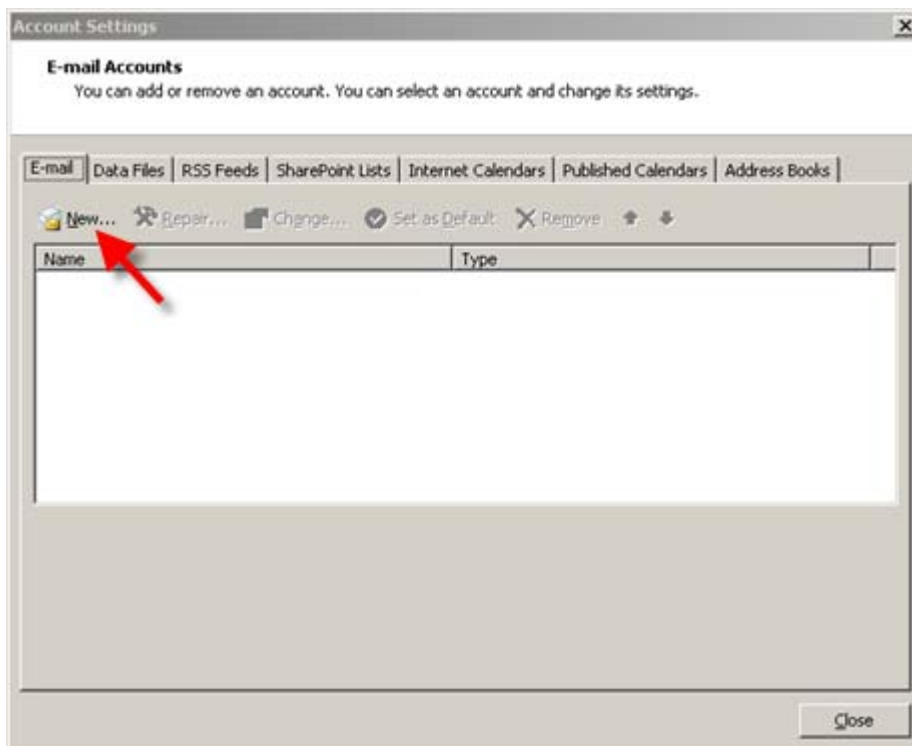 Account Settings
E-mail Accounts
You can add or remove an account. You can select an account and change its settings.
E-mail Data Files RSS Feeds SharePoint Lists Internet Calendars Published Calendars Address Books
New... Repair... Change... Set as Default Remove
Name Type
Close